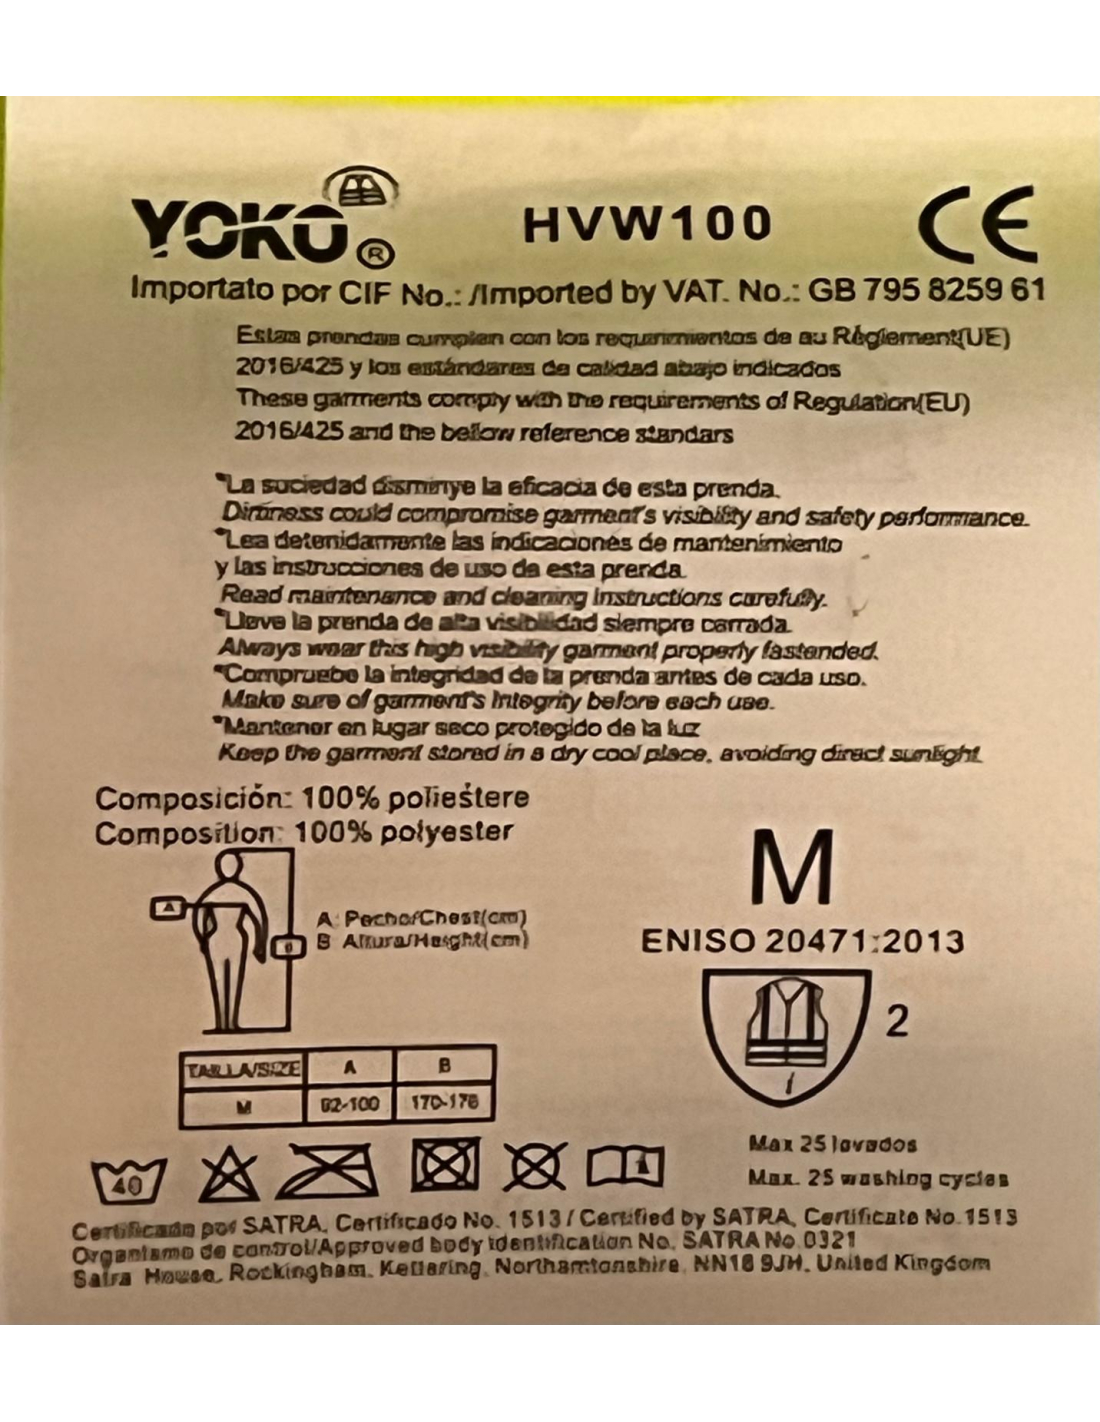 YOKO ®
HVW100
CE
Importato por CIF No.: /Imported by VAT. No.: GB 795 8259 61
Estas prendas cumplen con los requrimientos de su Règlement(UE)
2016/425 y los estándares de calidad abajo indicados
These garments comply with the requirements of Regulation(EU)
2016/425 and the bellow reference standars
*La suciedad disminye la eficacia de esta prenda.
Dirtiness could compromise garment's visibility and safety performance.
*Lea detenidamente las indicaciones de mantenimiento
y las instrucciones de uso de esta prenda.
Read maintenance and cleaning instructions carefully.
*Lleve la prenda de alta visibilidad siempre cerrada.
Always wear this high visibility garment properly fastended.
*Compruebe la integridad de la prenda antes de cada uso.
Make sure of garment's Integrity before each use.
*Mantener en lugar seco protegido de la luz
Keep the garment stored in a dry cool place, avoiding direct sunlight.
Composición: 100% poliestere
Composition: 100% polyester
A
B
A: Pecho/Chest(cm)
B Altura/Height(cm)
M
ENISO 20471:2013
2
i
TAILLA/SIZE A B
M 92-100 170-176
40
Max 25 lavados
Max. 25 washing cycles
Certificado por SATRA, Certificado No. 1513 / Certified by SATRA, Certificate No.1513
Organismo de control/Approved body identification No, SATRA No.0321
Satra House, Rockingham, Kettering, Northamtonshire, NN16 9JH, United Kingdom